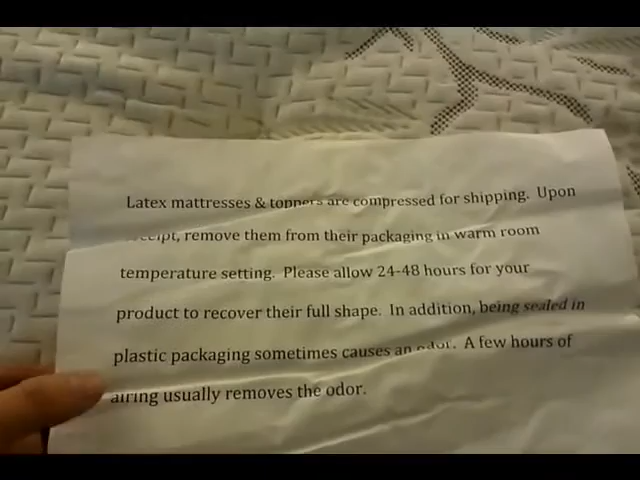 Latex mattresses & toppers are compressed for shipping. Upon
receipt, remove them from their packaging in warm room
temperature setting. Please allow 24-48 hours for your
product to recover their full shape. In addition, being sealed in
plastic packaging sometimes causes an odor. A few hours of
airing usually removes the odor.